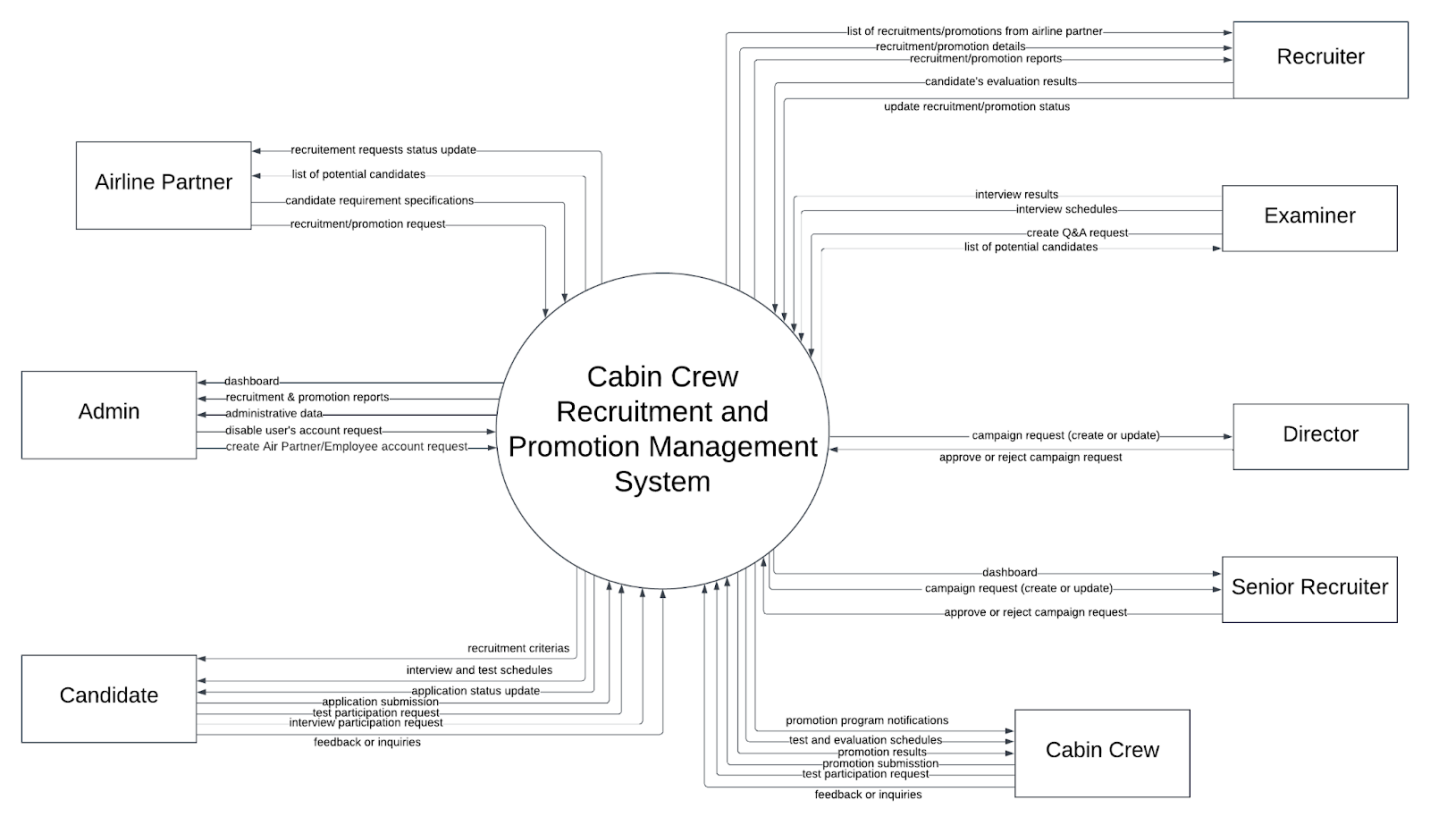 list of recruitments/promotions from airline partner
recruitment/promotion details
recruitment/promotion reports
candidate's evaluation results
update recruitment/promotion status
Recruiter
Airline Partner
recruitement requests status update
list of potential candidates
candidate requirement specifications
recruitment/promotion request
interview results
interview schedules
create Q&A request
list of potential candidates
Examiner
Admin
dashboard
recruitment & promotion reports
administrative data
disable user's account request
create Air Partner/Employee account request
Cabin Crew
Recruitment and
Promotion Management
System
campaign request (create or update)
approve or reject campaign request
Director
dashboard
campaign request (create or update)
approve or reject campaign request
Senior Recruiter
Candidate
recruitment criterias
interview and test schedules
application status update
application submission
test participation request
interview participation request
feedback or inquiries
promotion program notifications
test and evaluation schedules
promotion results
promotion submisstion
test participation request
feedback or inquiries
Cabin Crew